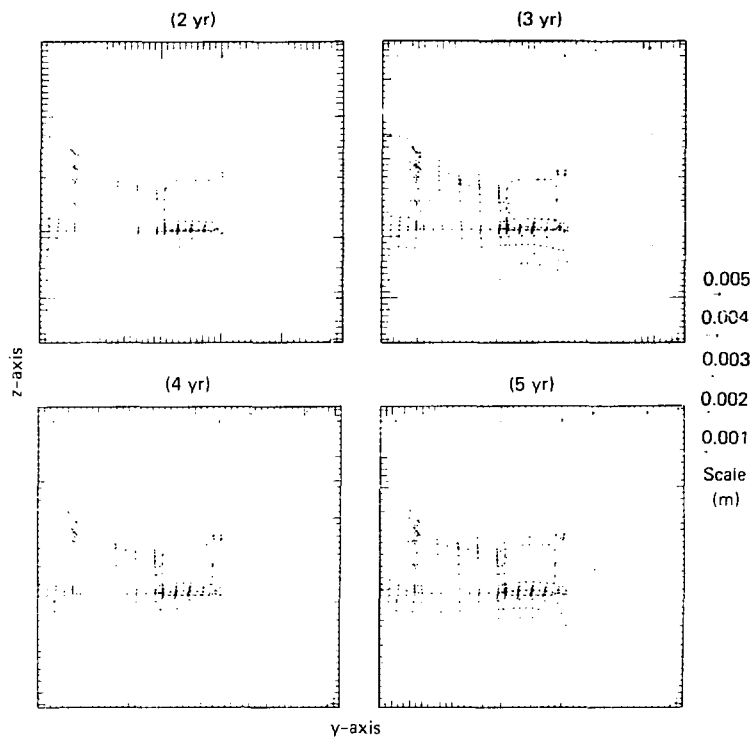 (2 yr)
(3 yr)
z-axis
(4 yr)
(5 yr)
0.005
0.004
0.003
0.002
0.001
Scale
(m)
y-axis